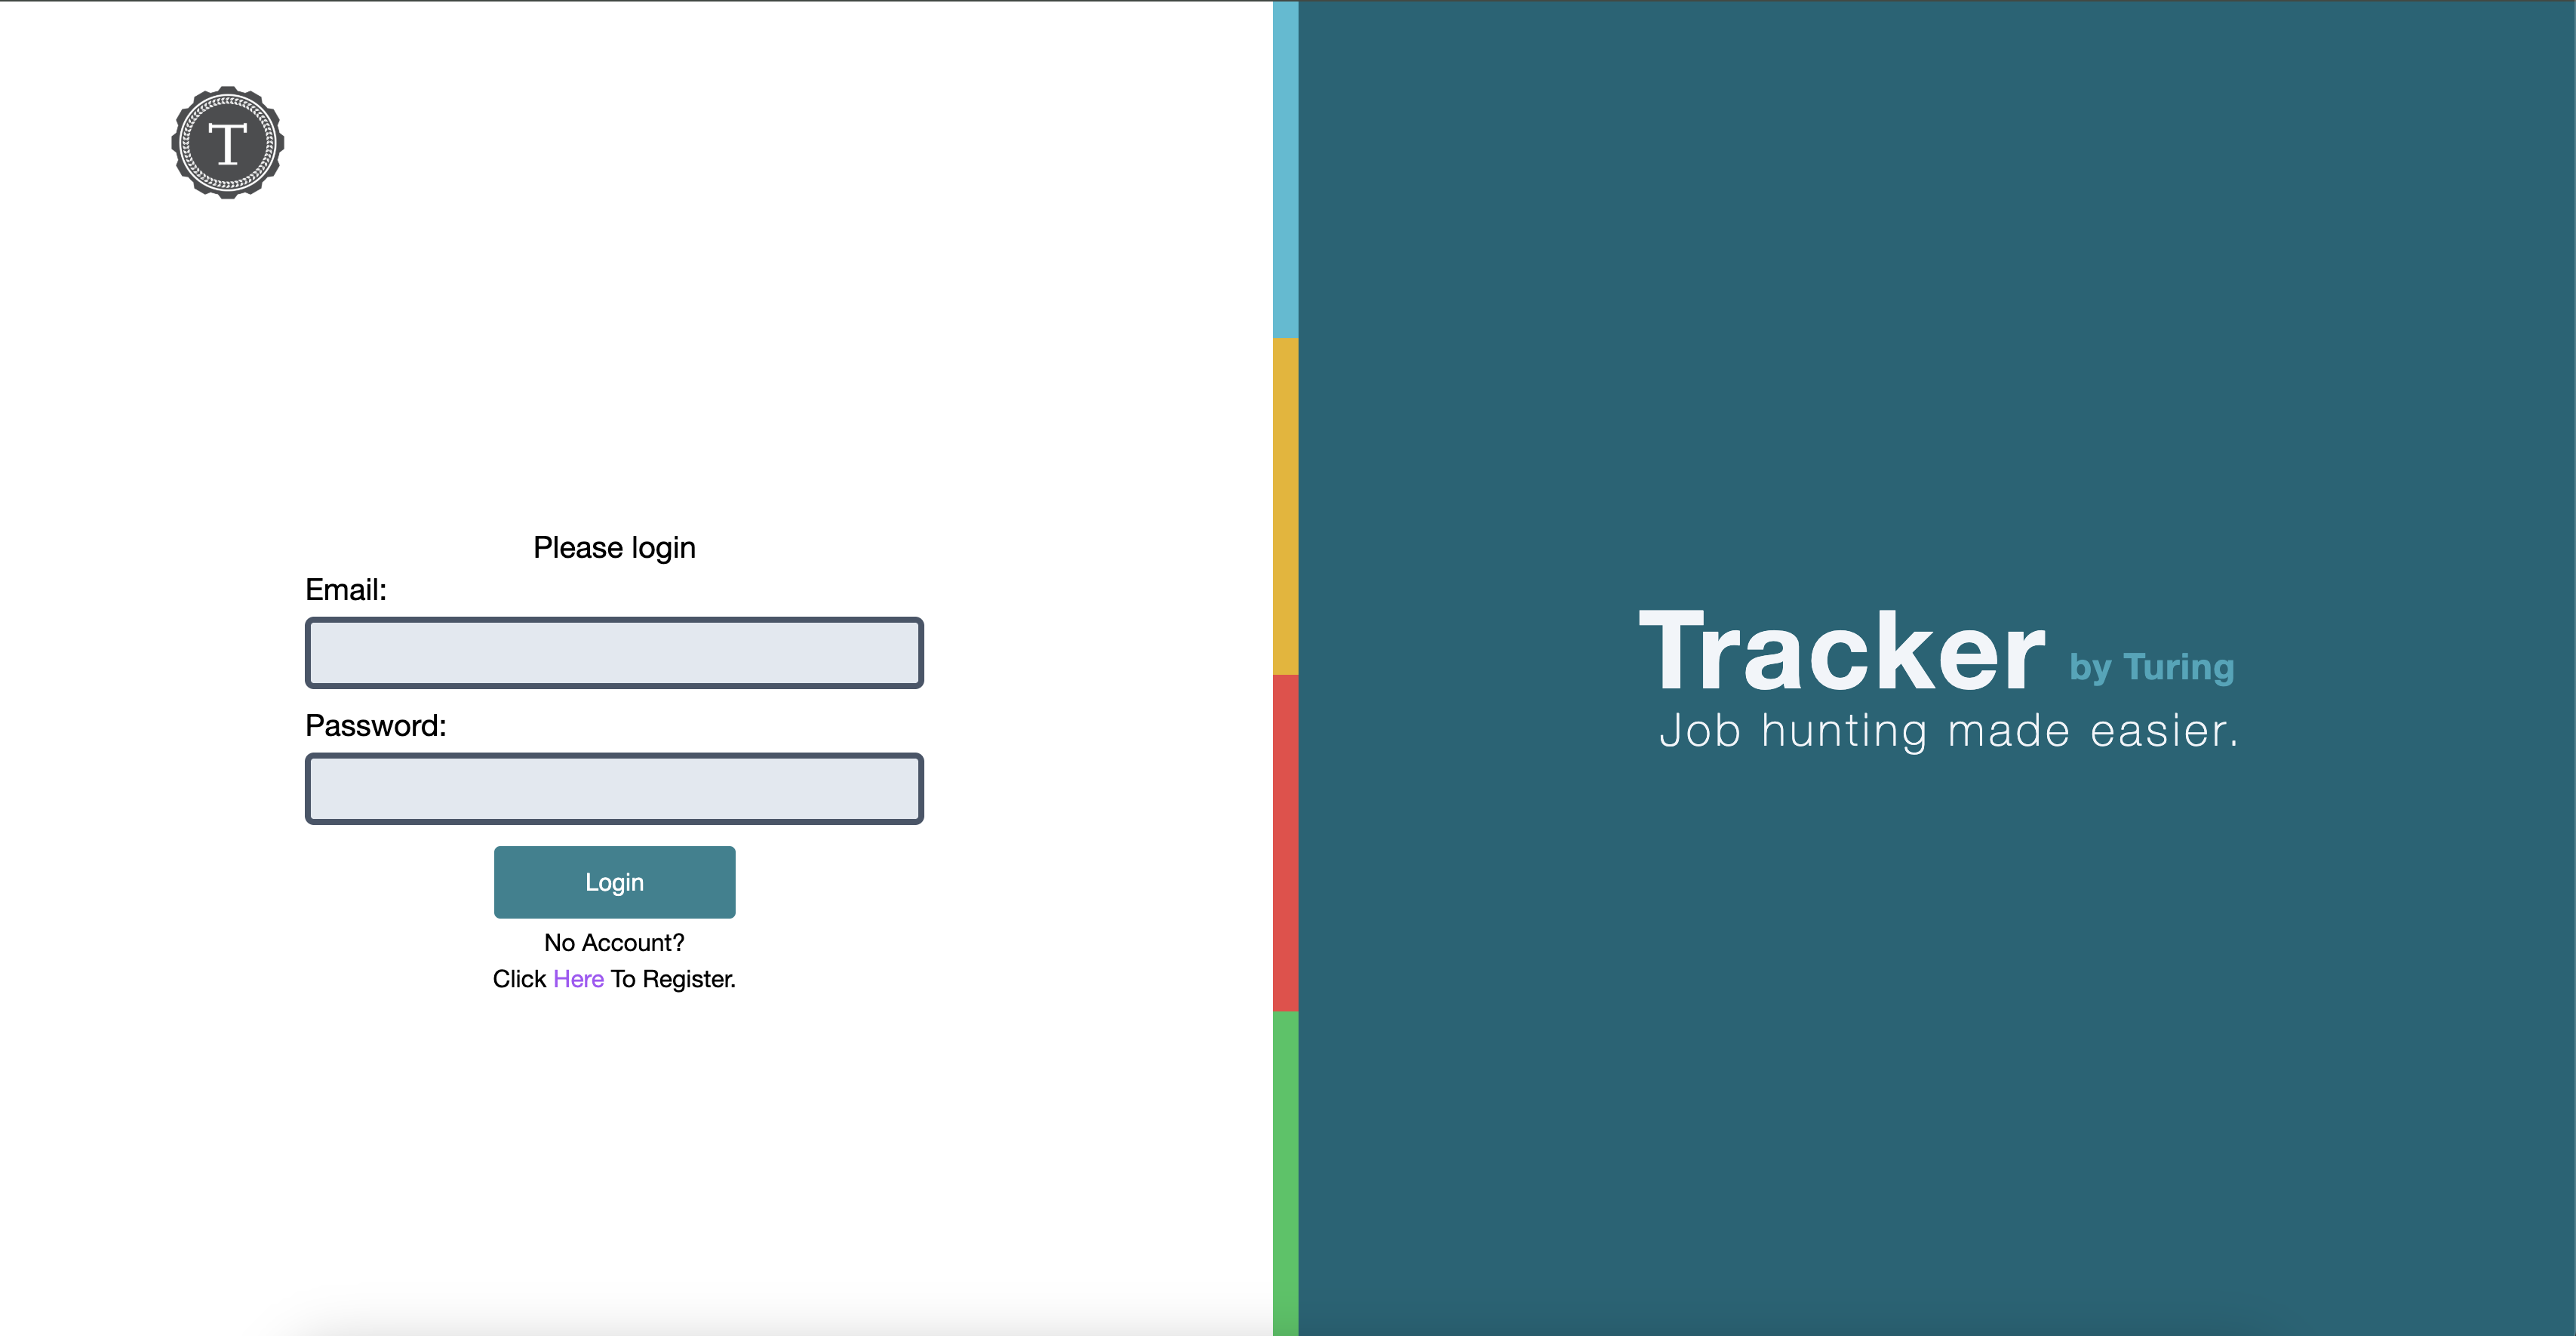 T
Please login
Email:
Password:
Login
No Account?
Click Here To Register.
Tracker by Turing
Job hunting made easier.